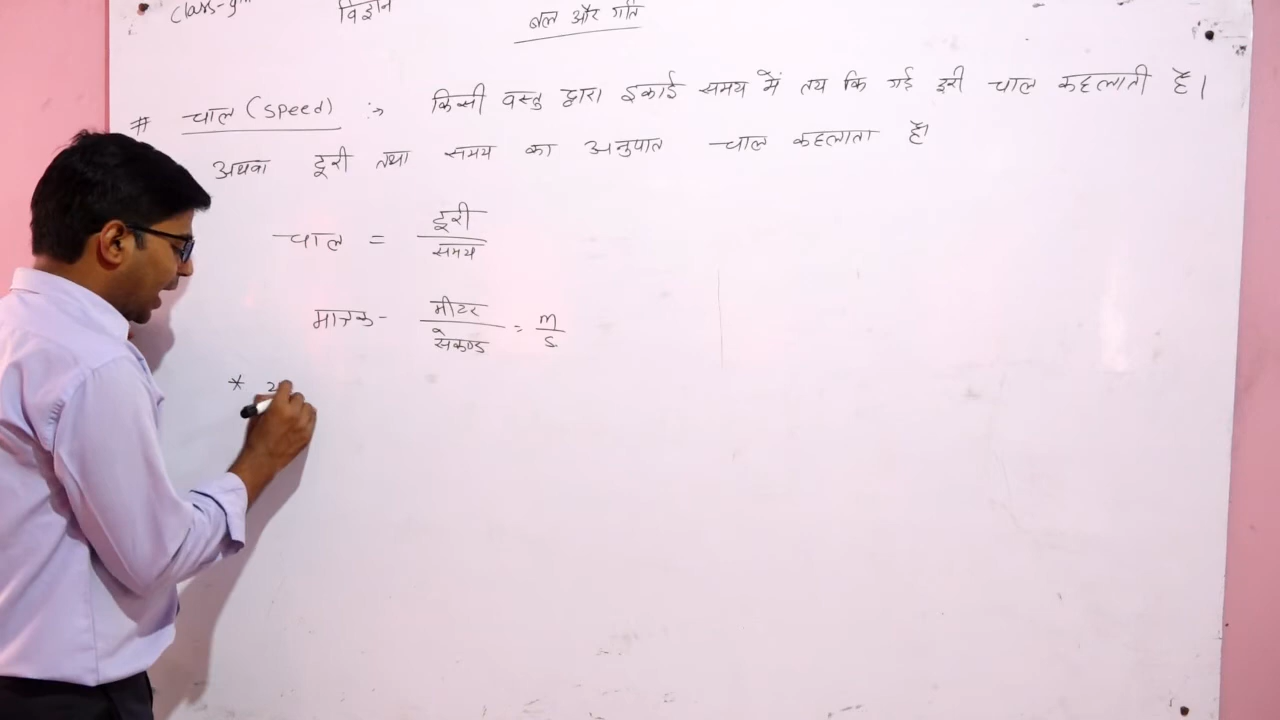 Class-9th विज्ञान बल और गति
# चाल (Speed) :-> किसी वस्तु द्वारा इकाई समय में तय कि गई दूरी चाल कहलाती है।
अथवा दूरी तथा समय का अनुपात चाल कहलाता है।
चाल = दूरी / समय
मात्रक- मीटर / सेकण्ड = m / s
*